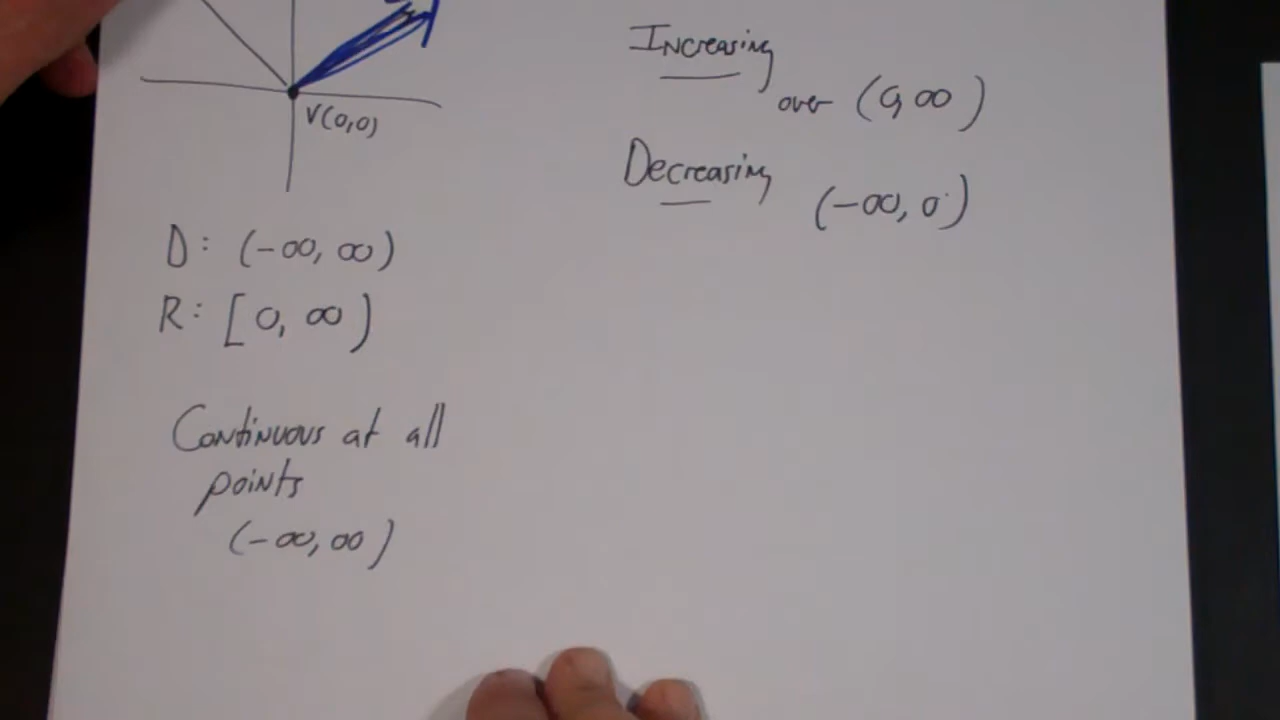 V(0,0)
D: (-∞, ∞)
R: [0, ∞)
Continuous at all
points
(-∞, ∞)
Increasing
over (0, ∞)
Decreasing
(-∞, 0)